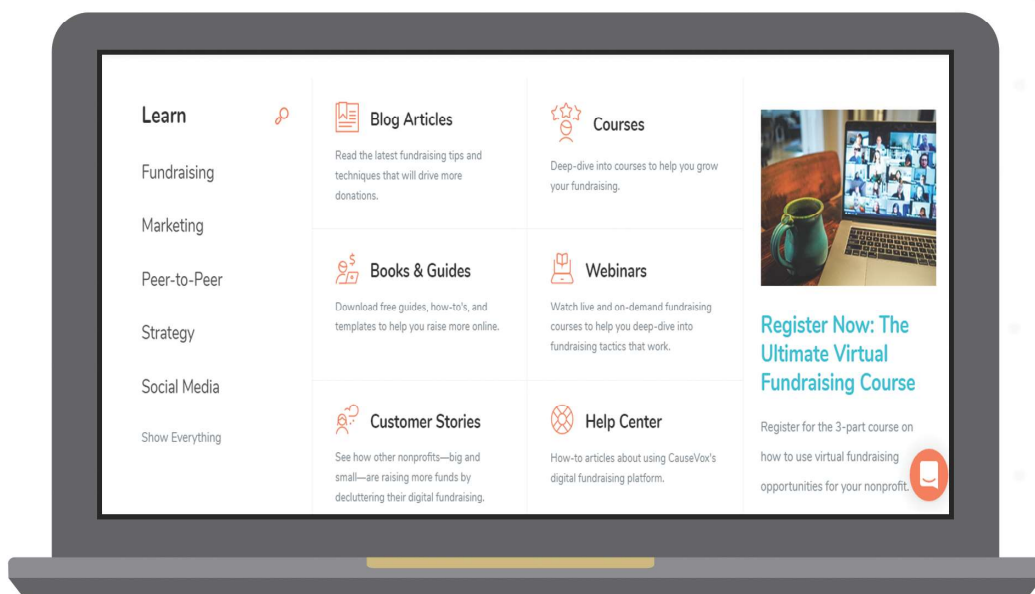 Learn
Fundraising
Marketing
Peer-to-Peer
Strategy
Social Media
Show Everything
Blog Articles
Read the latest fundraising tips and
techniques that will drive more
donations.
Courses
Deep-dive into courses to help you grow
your fundraising.
Books & Guides
Download free guides, how-to's, and
templates to help you raise more online.
Webinars
Watch live and on-demand fundraising
courses to help you deep-dive into
fundraising tactics that work.
Customer Stories
See how other nonprofits—big and
small—are raising more funds by
decluttering their digital fundraising.
Help Center
How-to articles about using CauseVox's
digital fundraising platform.
Register Now: The
Ultimate Virtual
Fundraising Course
Register for the 3-part course on
how to use virtual fundraising
opportunities for your nonprofit.